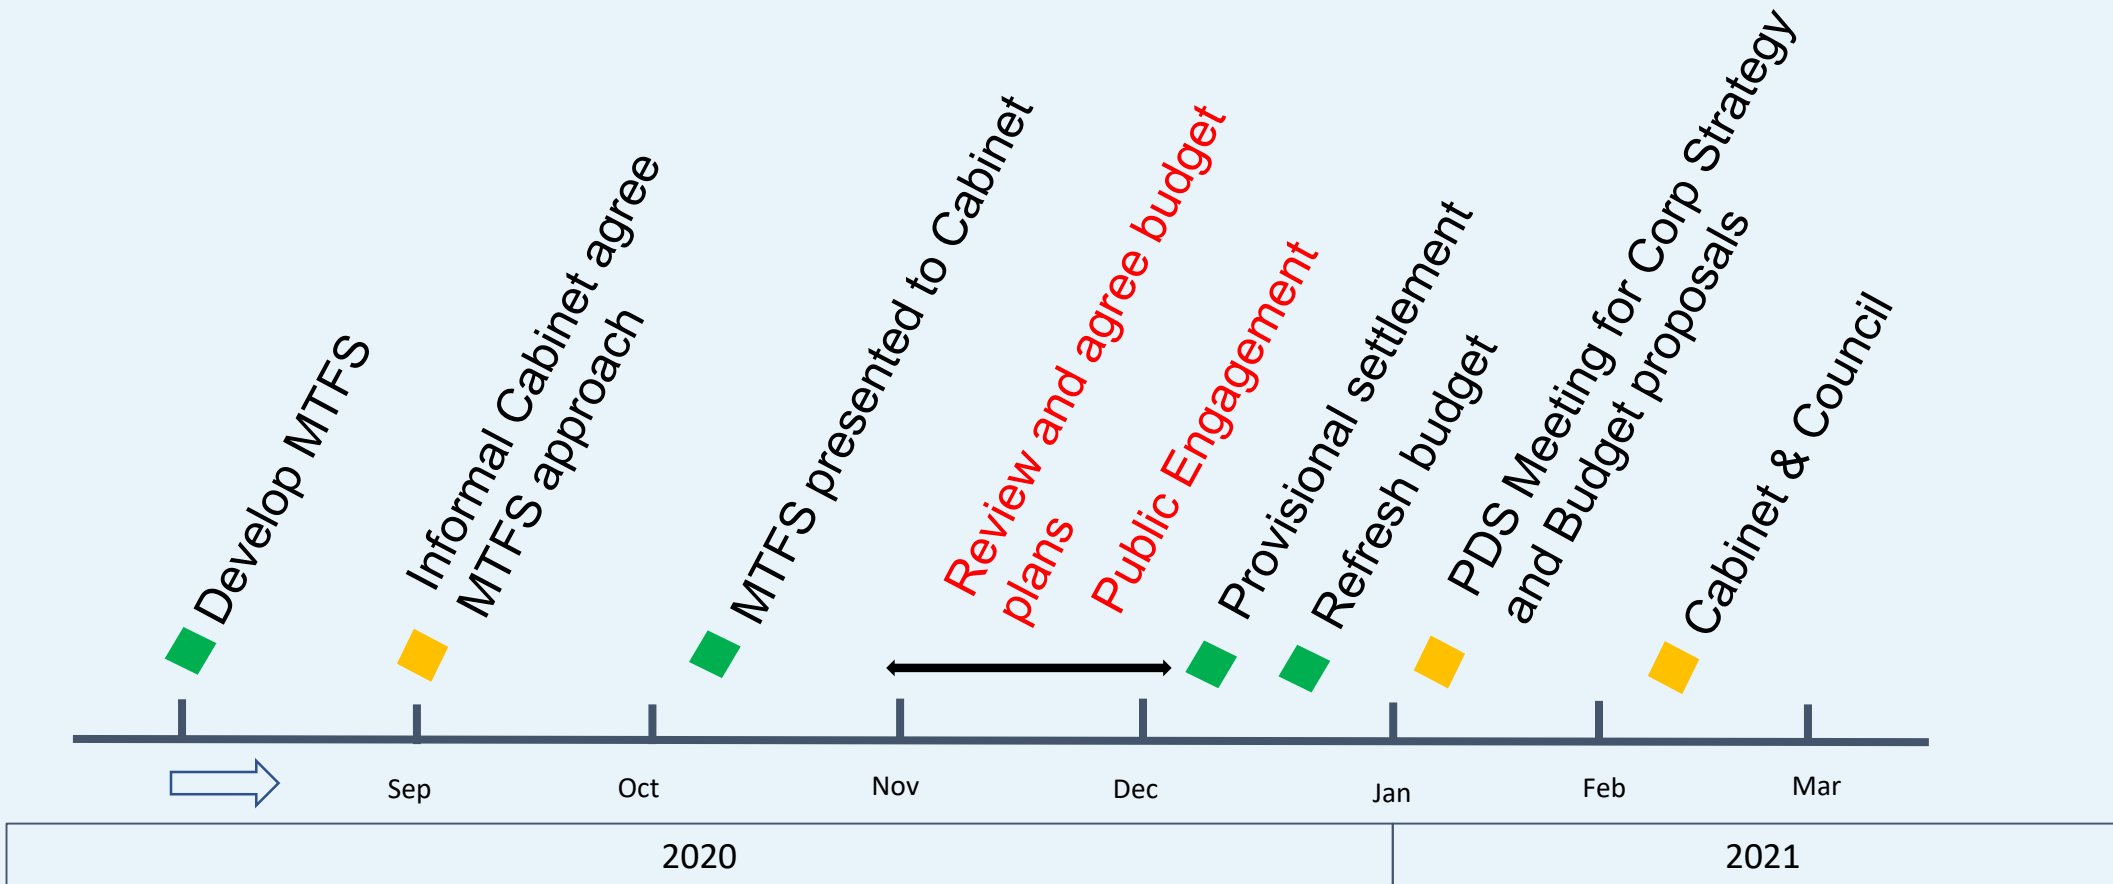 Develop MTFS
Informal Cabinet agree
MTFS approach
MTFS presented to Cabinet
Review and agree budget
plans
Public Engagement
Provisional settlement
Refresh budget
PDS Meeting for Corp Strategy
and Budget proposals
Cabinet & Council
Sep
Oct
Nov
Dec
Jan
Feb
Mar
2020
2021